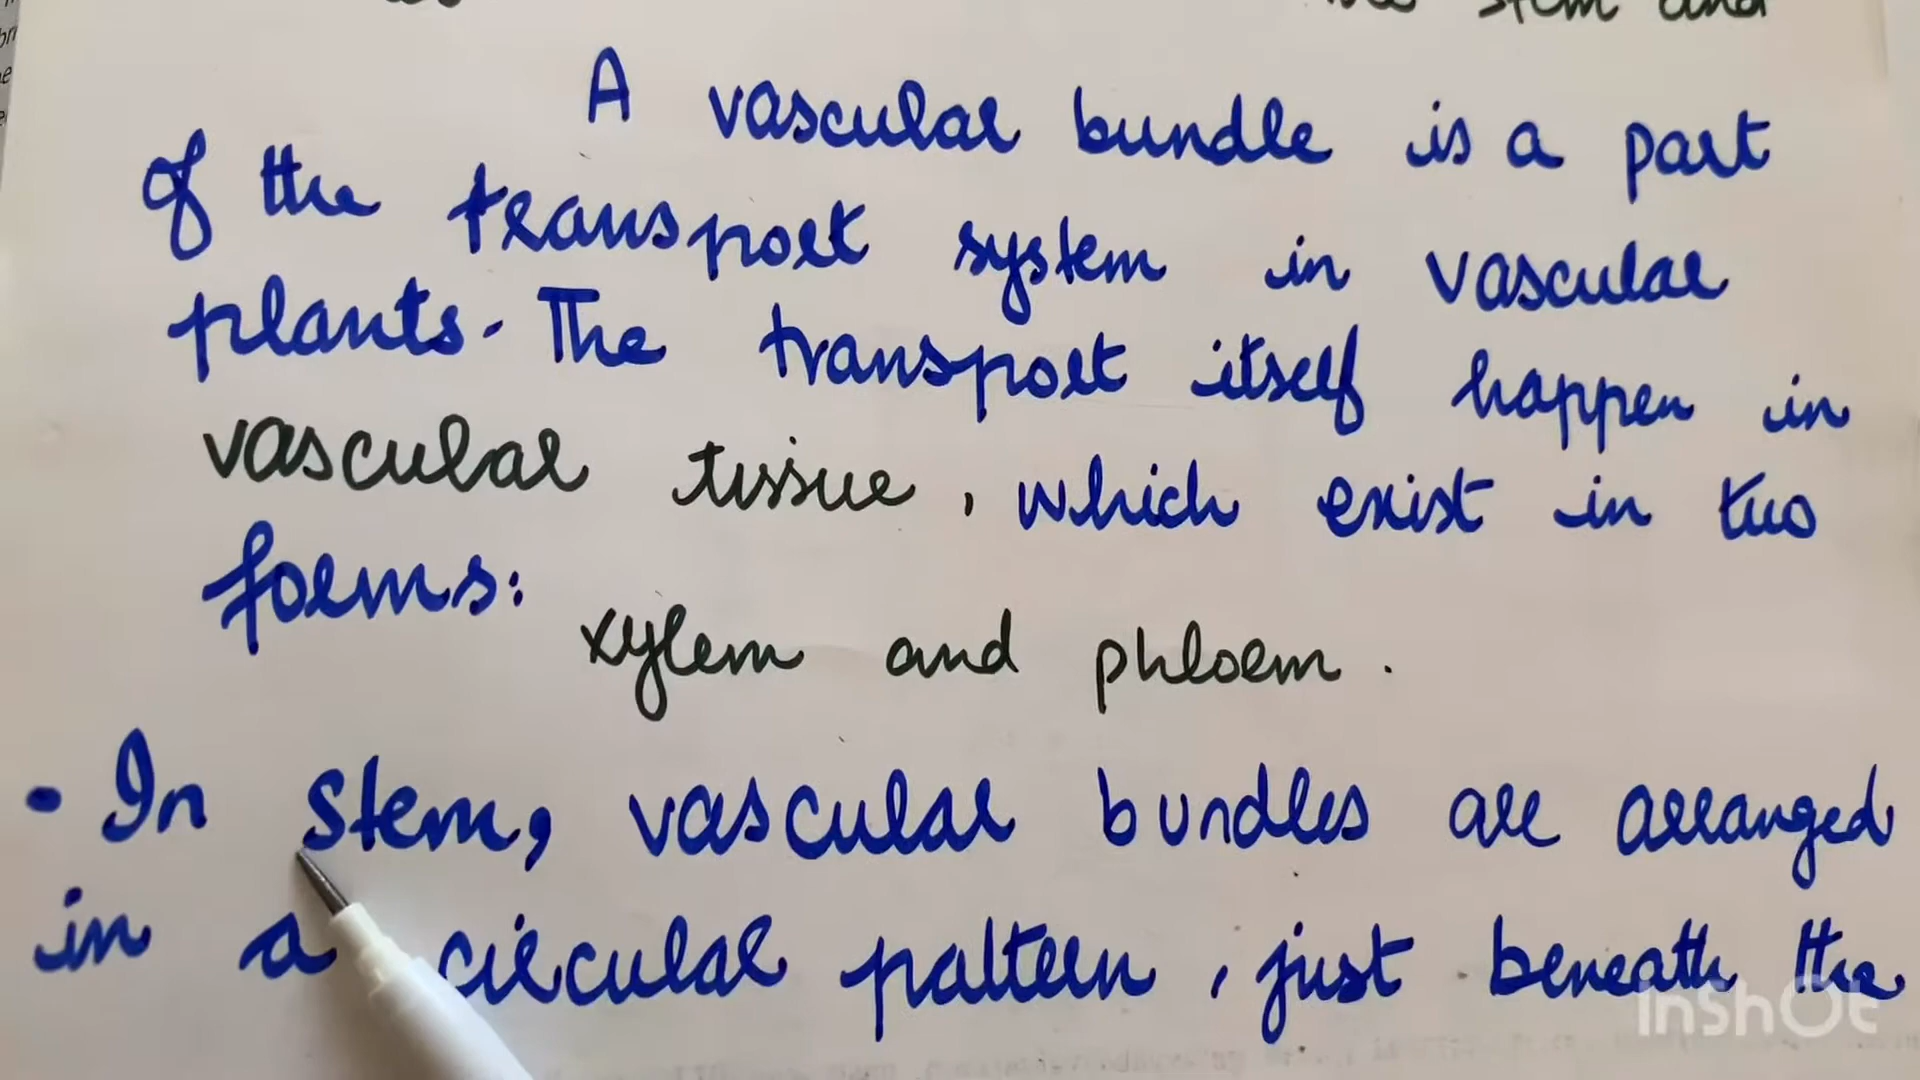 stem and
A vascular bundle is a part
of the transport system in vascular
plants. The transport itself happen in
vascular tissue, which exist in two
forms:
xylem and phloem.
• In stem, vascular bundles are arranged
in a circular pattern, just beneath the
InShOt